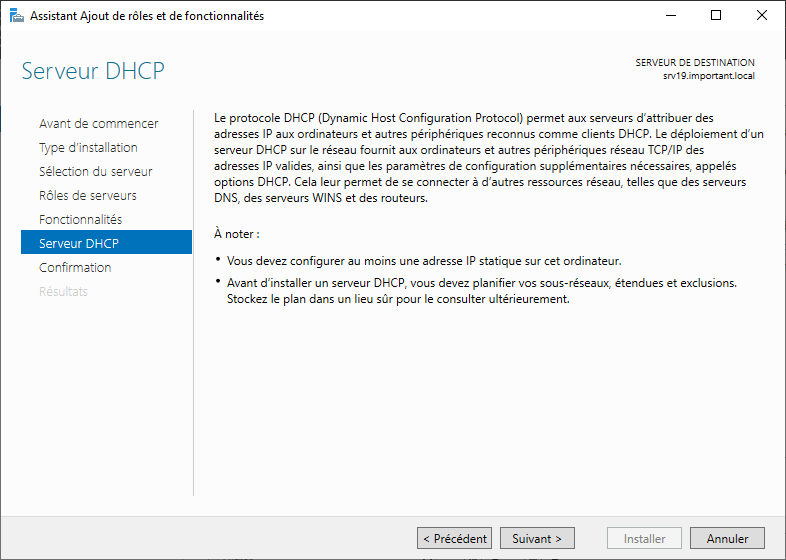 Assistant Ajout de rôles et de fonctionnalités
Serveur DHCP
SERVEUR DE DESTINATION
srv19.important.local
Avant de commencer
Type d'installation
Sélection du serveur
Rôles de serveurs
Fonctionnalités
Serveur DHCP
Confirmation
Résultats
Le protocole DHCP (Dynamic Host Configuration Protocol) permet aux serveurs d'attribuer des
adresses IP aux ordinateurs et autres périphériques reconnus comme clients DHCP. Le déploiement d'un
serveur DHCP sur le réseau fournit aux ordinateurs et autres périphériques réseau TCP/IP des
adresses IP valides, ainsi que les paramètres de configuration supplémentaires nécessaires, appelés
options DHCP. Cela leur permet de se connecter à d'autres ressources réseau, telles que des serveurs
DNS, des serveurs WINS et des routeurs.
À noter :
• Vous devez configurer au moins une adresse IP statique sur cet ordinateur.
• Avant d'installer un serveur DHCP, vous devez planifier vos sous-réseaux, étendues et exclusions.
Stockez le plan dans un lieu sûr pour le consulter ultérieurement.
< Précédent
Suivant >
Installer
Annuler